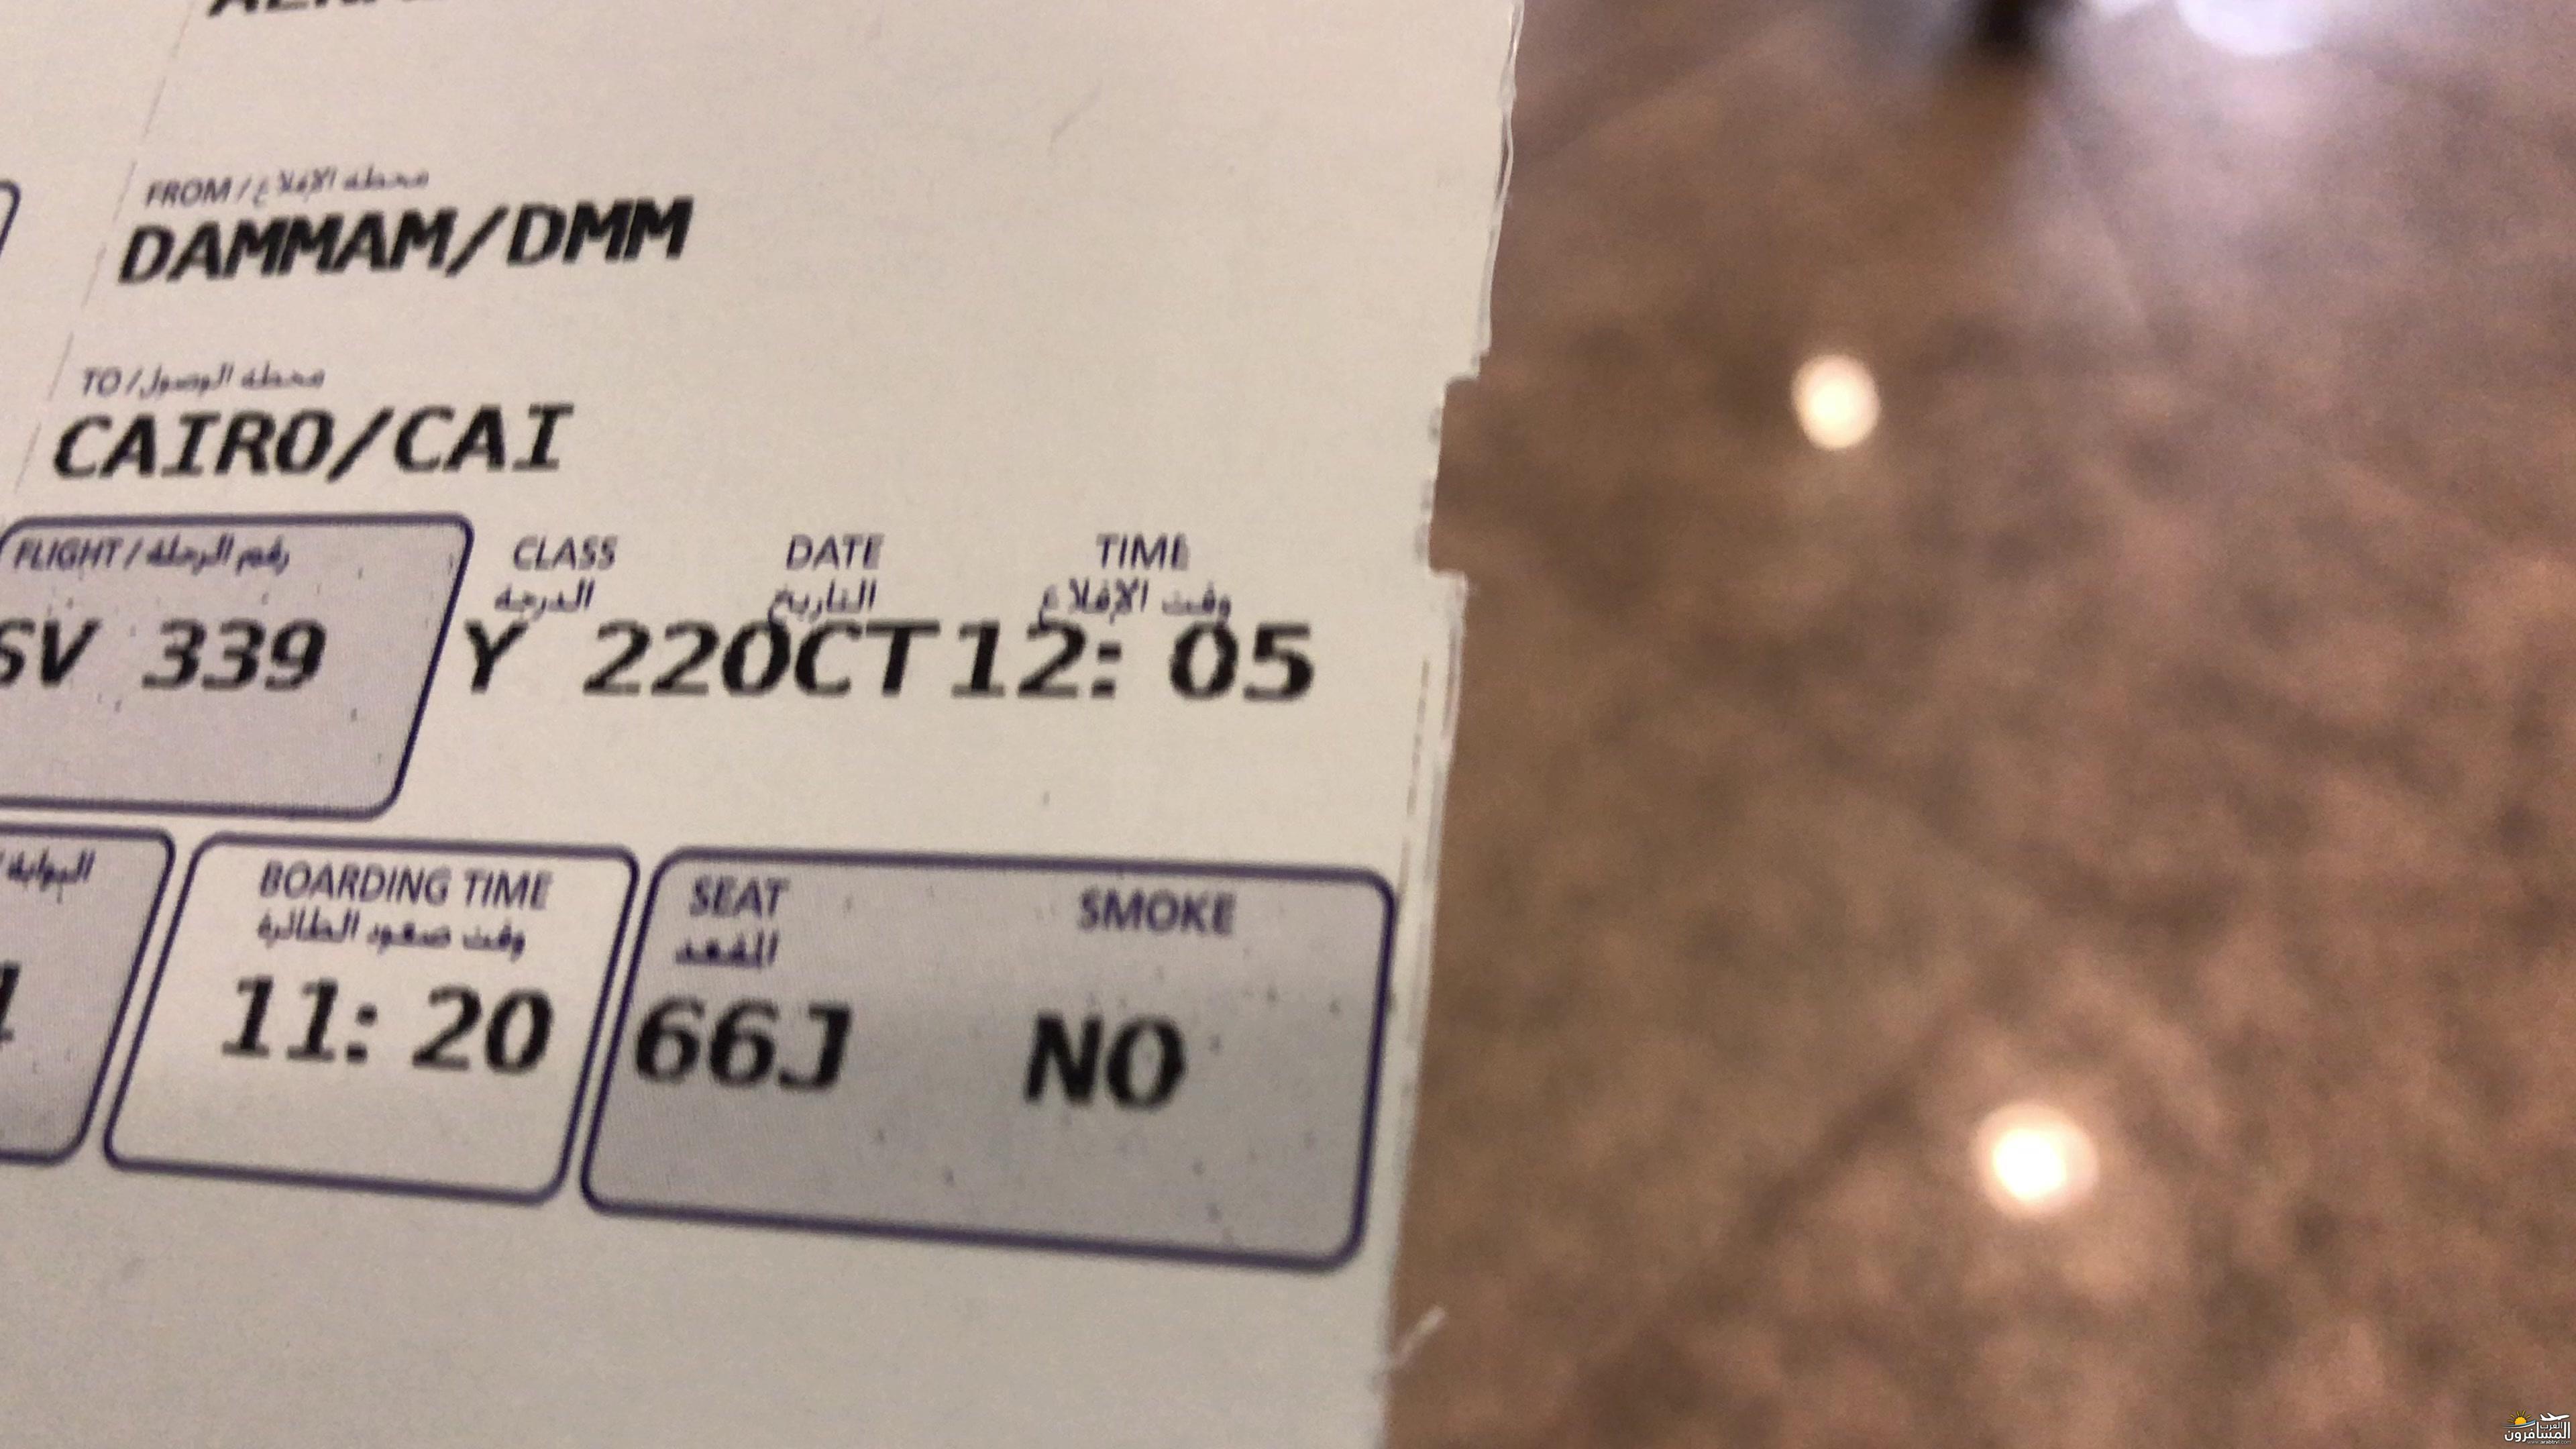 FROM / محطة الإقلاع
DAMMAM/DMM
TO / محطة الوصول
CAIRO/CAI
FLIGHT / رقم الرحلة
SV 339
CLASS
الدرجة
Y
DATE
التاريخ
22OCT
TIME
وقت الإقلاع
12: 05
البوابة /
BOARDING TIME
وقت صعود الطائرة
11: 20
SEAT
المقعد
66J
SMOKE
NO
العرب
المسافرون